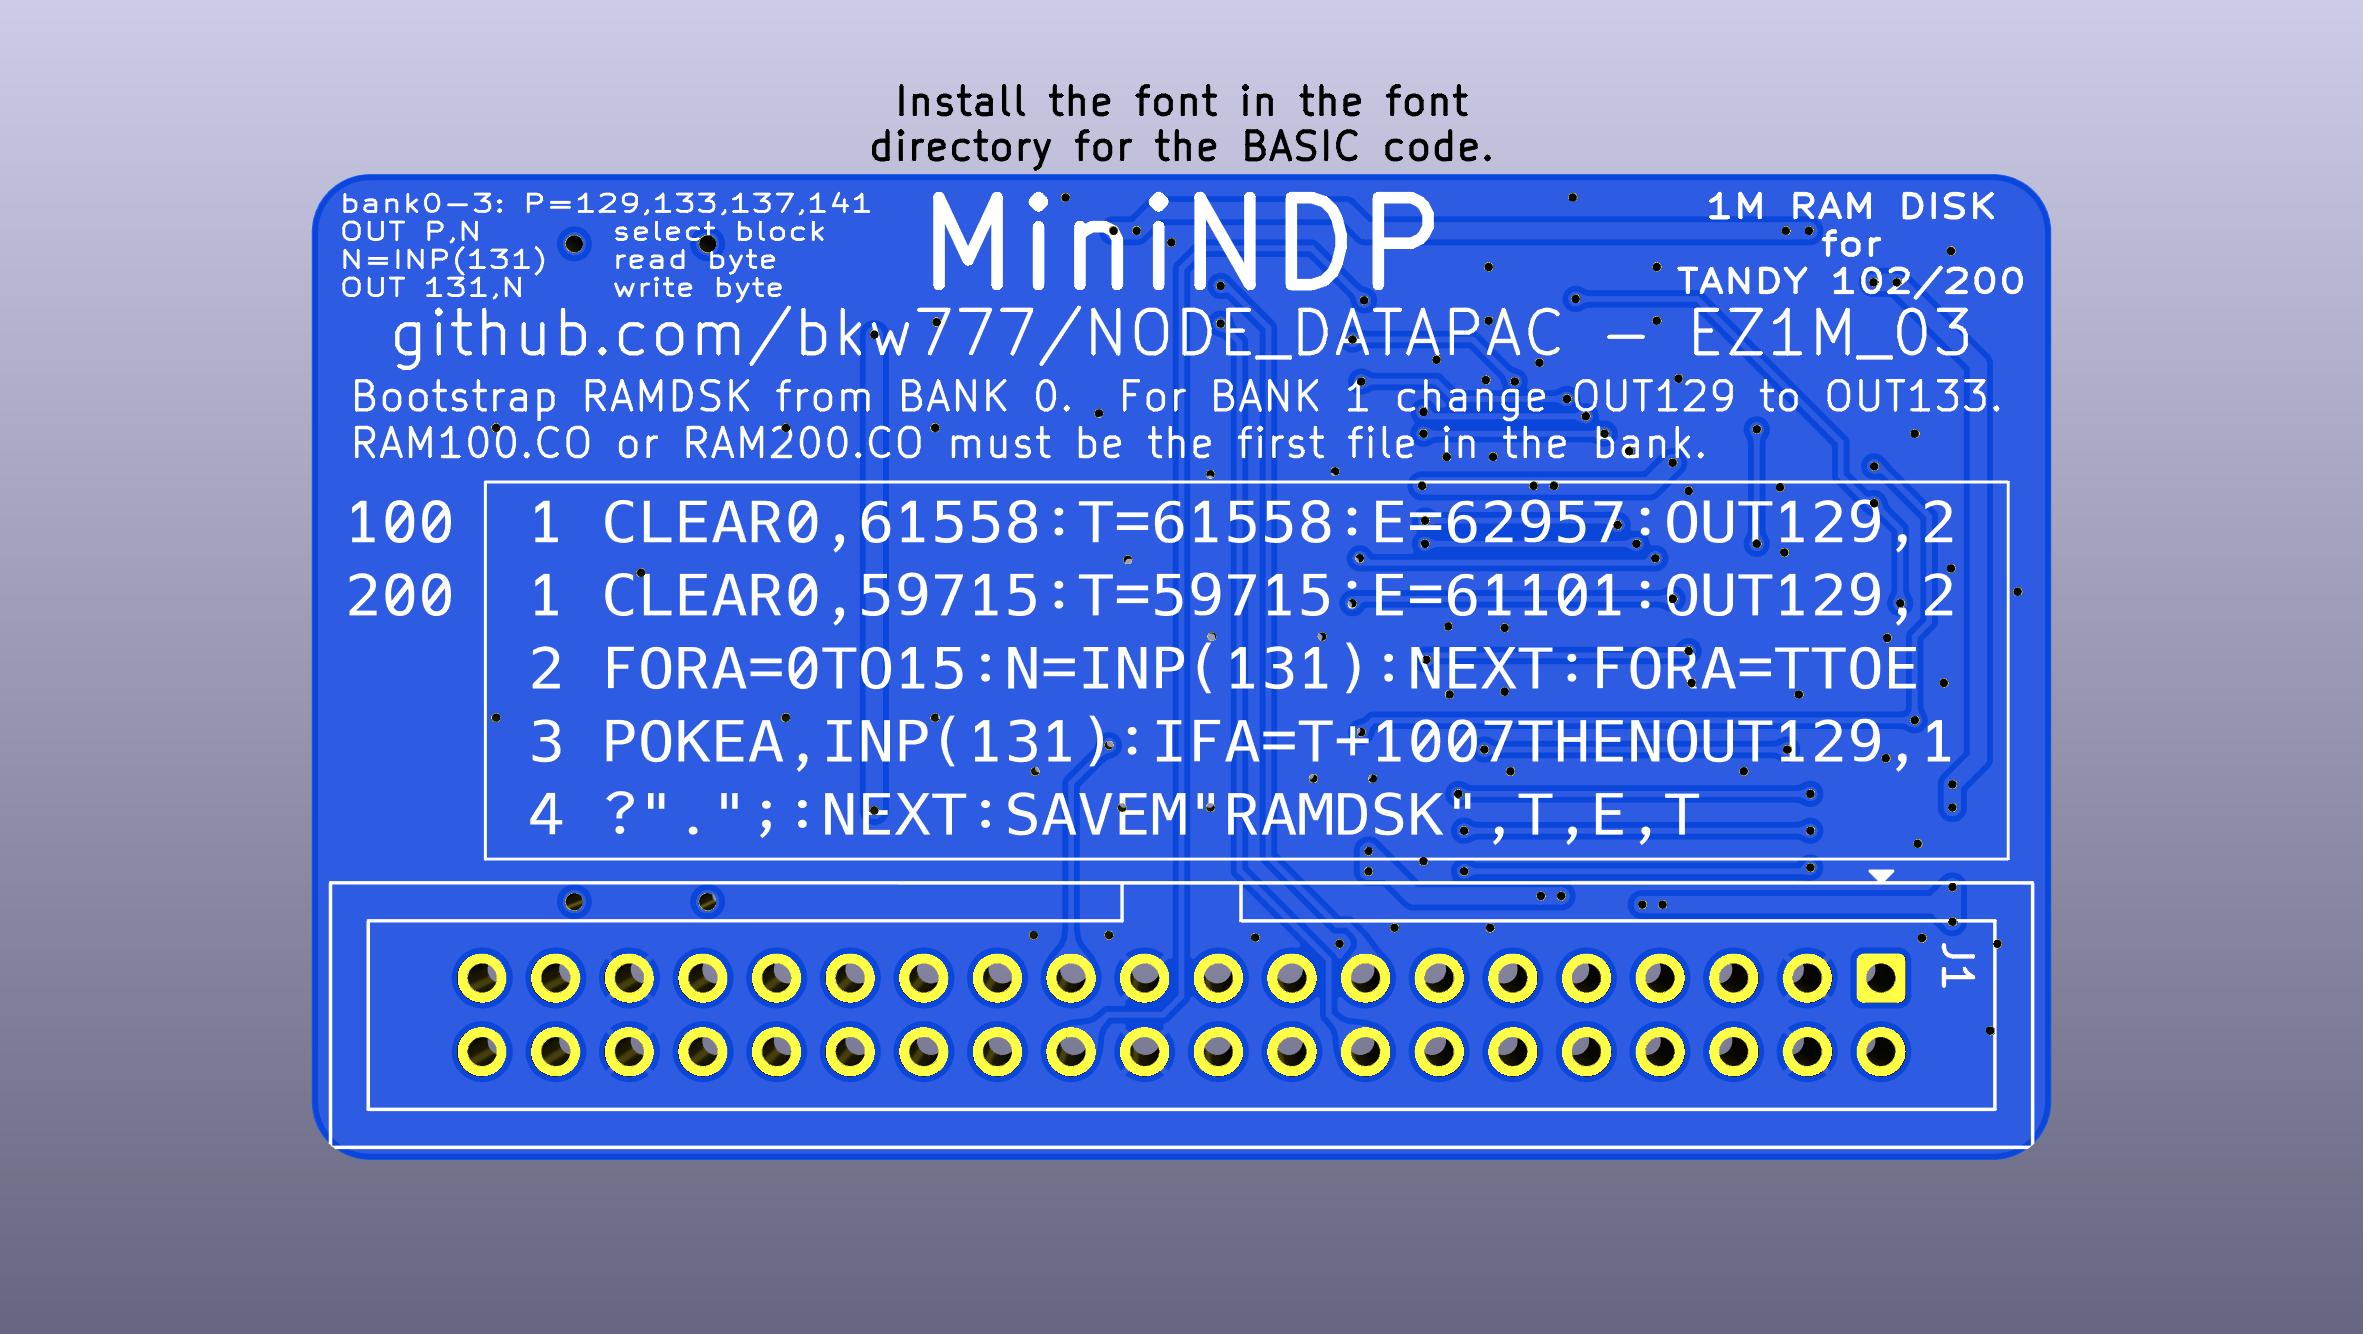 Install the font in the font
directory for the BASIC code.
bank0-3: P=129,133,137,141
OUT P,N select block
N=INP(131) read byte
OUT 131,N write byte
MiniNDP
1M RAM DISK
for
TANDY 102/200
github.com/bkw777/NODE_DATAPAC - EZ1M_03
Bootstrap RAMDSK from BANK 0. For BANK 1 change OUT129 to OUT133.
RAM100.CO or RAM200.CO must be the first file in the bank.
100 1 CLEAR0,61558:T=61558:E=62957:OUT129,2
200 1 CLEAR0,59715:T=59715:E=61101:OUT129,2
2 FORA=0TO15:N=INP(131):NEXT:FORA=TTOE
3 POKEA,INP(131):IFA=T+1007THENOUT129,1
4 ?".";:NEXT:SAVEM"RAMDSK",T,E,T
J1